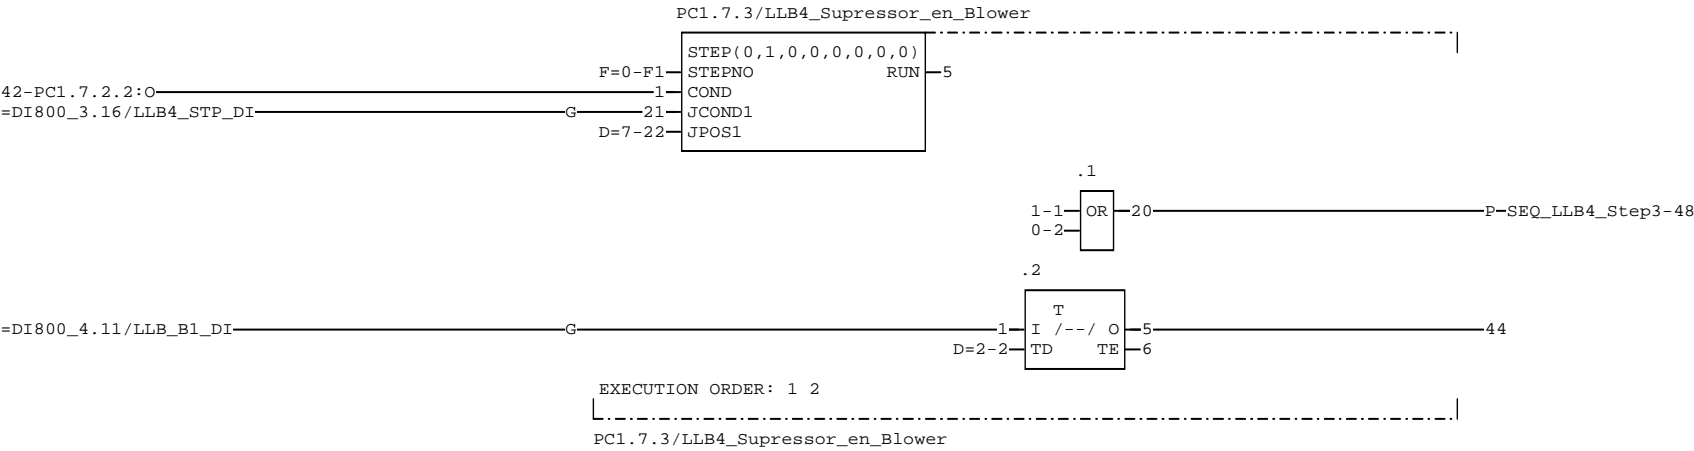 PC1.7.3/LLB4_Supressor_en_Blower
STEP(0,1,0,0,0,0,0,0)
F=0-F1 STEPNO RUN 5
42-PC1.7.2.2:O 1 COND
=DI800_3.16/LLB4_STP_DI G 21 JCOND1
D=7-22 JPOS1
.1
1-1 OR 20 P-SEQ_LLB4_Step3-48
0-2
.2
T
=DI800_4.11/LLB_B1_DI G 1 I /--/ O 5 44
D=2-2 TD TE 6
EXECUTION ORDER: 1 2
PC1.7.3/LLB4_Supressor_en_Blower